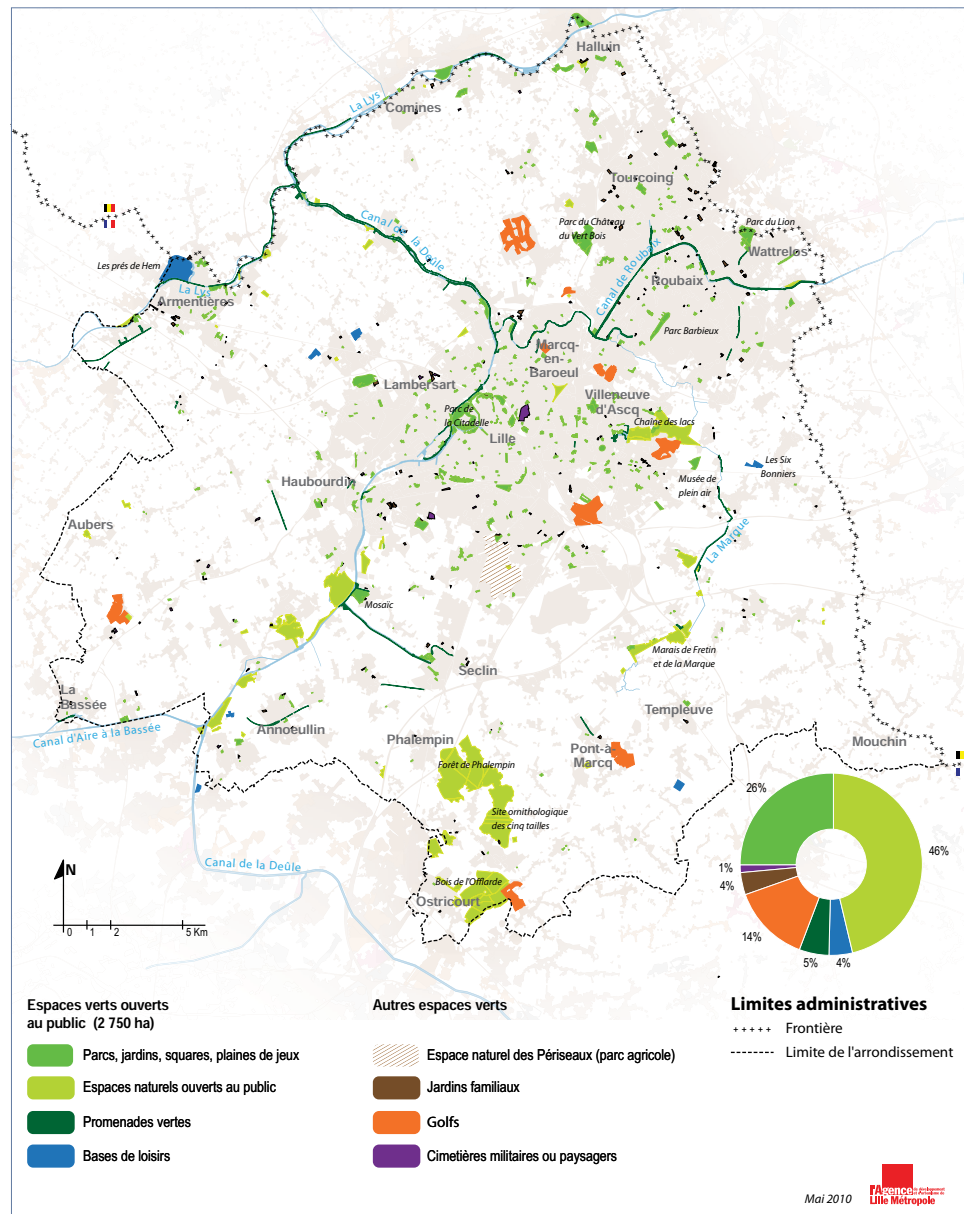 Halluin
La Lys
Comines
Tourcoing
Canal de la Deûle
Parc du Château
du Vert Bois
Parc du Lion
Wattrelos
Canal de Roubaix
Roubaix
Les prés de Hem
La Lys
Armentières
Parc Barbieux
Marcq-
en-
Baroeul
Lambersart
Villeneuve
d'Ascq
Parc de
la Citadelle
Chaîne des lacs
Lille
Les Six
Bonniers
Musée de
plein air
Haubourdin
Aubers
La Marque
Mosaïc
Marais de Fretin
et de la Marque
Seclin
La
Bassée
Templeuve
Canal d'Aire à la Bassée
Annoeullin
Phalempin
Pont-à-
Marcq
Mouchin
Forêt de Phalempin
Site ornithologique
des cinq tailles
Canal de la Deûle
Bois de l'Offlarde
Ostricourt
26%
46%
1%
4%
14%
5%
4%
N
0 1 2 5 Km
Espaces verts ouverts
au public (2 750 ha)
Parcs, jardins, squares, plaines de jeux
Espaces naturels ouverts au public
Promenades vertes
Bases de loisirs
Autres espaces verts
Espace naturel des Périseaux (parc agricole)
Jardins familiaux
Golfs
Cimetières militaires ou paysagers
Limites administratives
Frontière
Limite de l'arrondissement
Mai 2010
l'Agence de développement
et d'urbanisme de
Lille Métropole